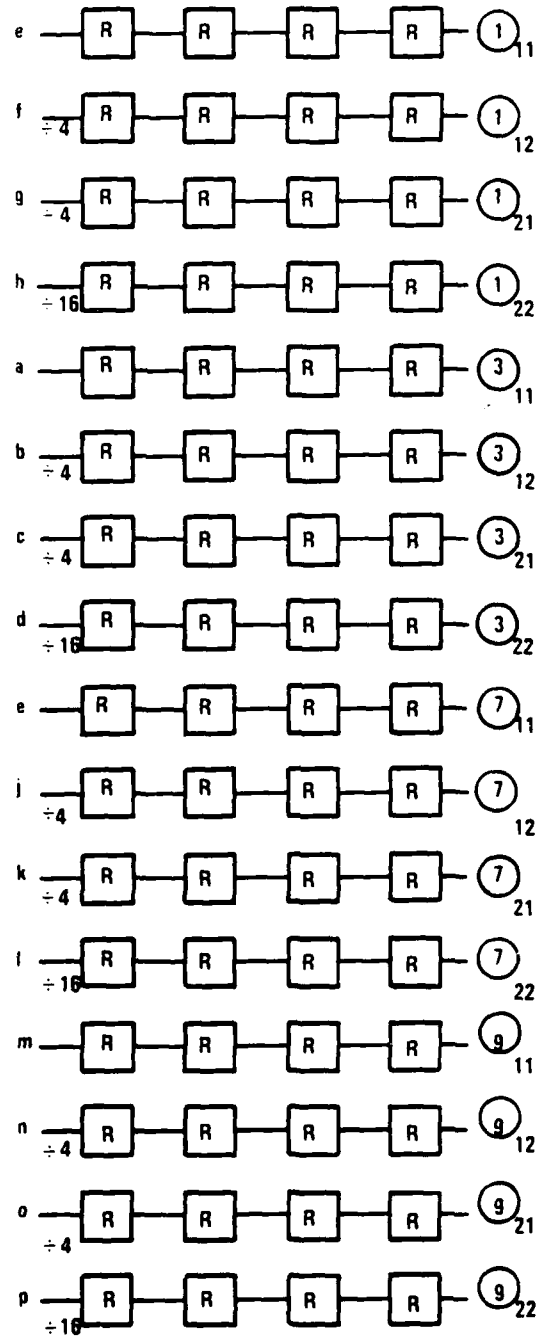 e R R R R 1 11
f ÷ 4 R R R R 1 12
g ÷ 4 R R R R 1 21
h ÷ 16 R R R R 1 22
a R R R R 3 11
b ÷ 4 R R R R 3 12
c ÷ 4 R R R R 3 21
d ÷ 16 R R R R 3 22
e R R R R 7 11
j ÷4 R R R R 7 12
k ÷ 4 R R R R 7 21
l ÷ 16 R R R R 7 22
m R R R R 9 11
n ÷ 4 R R R R 9 12
o ÷ 4 R R R R 9 21
p ÷ 16 R R R R 9 22